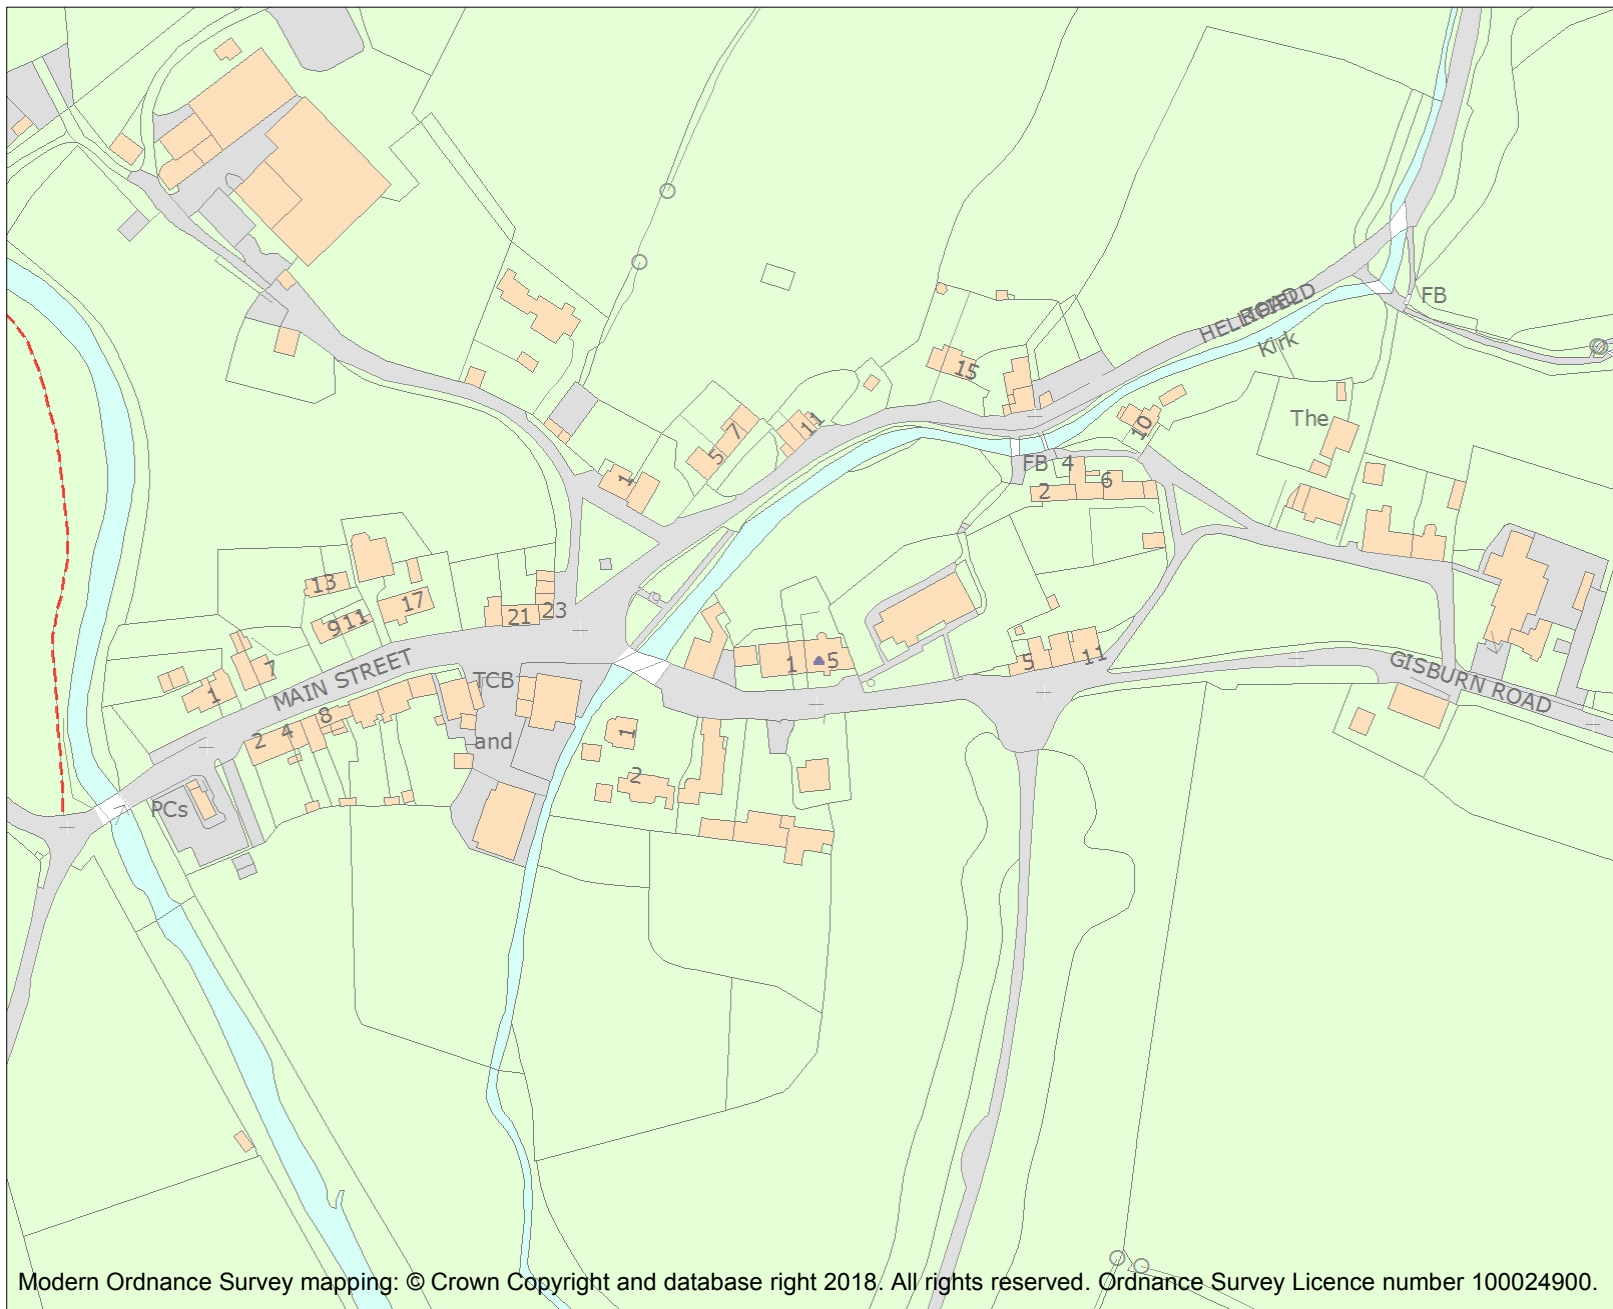 FB
HELLIFIELD
ROAD
Kirk
15
The
11
7
5
10
FB 4
1
6
2
13
17
9 11
21
23
1
5
5
11
7
GISBURN ROAD
1
MAIN STREET
TCB
8
4
2
1
and
2
PCs
Modern Ordnance Survey mapping: © Crown Copyright and database right 2018. All rights reserved. Ordnance Survey Licence number 100024900.